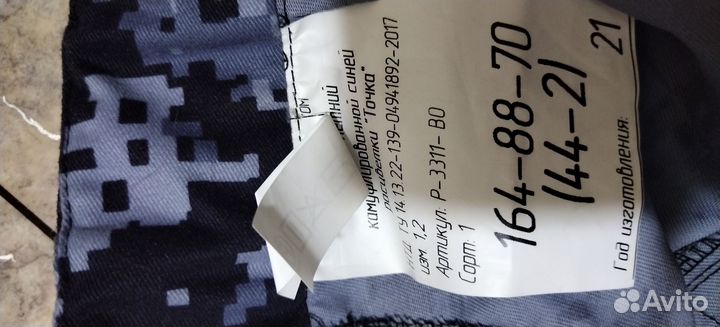 камуфлированной синей
расцветки "Точка"
ТУ 14.13.22-139-04941892-2017
изм 1,2
Артикул: Р-3311- ВО
Сорт: 1
164-88-70
(44-2)
Год изготовления: 21
Avito